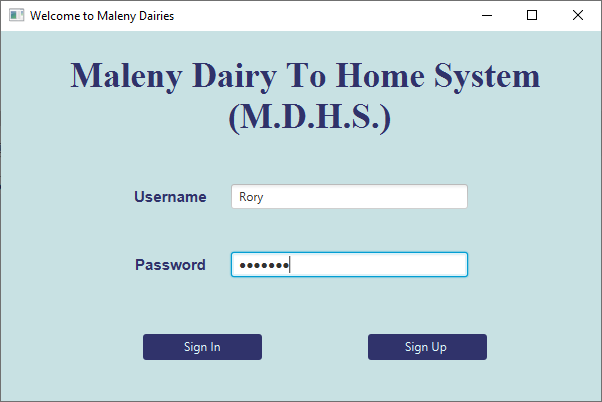 Welcome to Maleny Dairies
Maleny Dairy To Home System
(M.D.H.S.)
Username Rory
Password •••••••
Sign In Sign Up